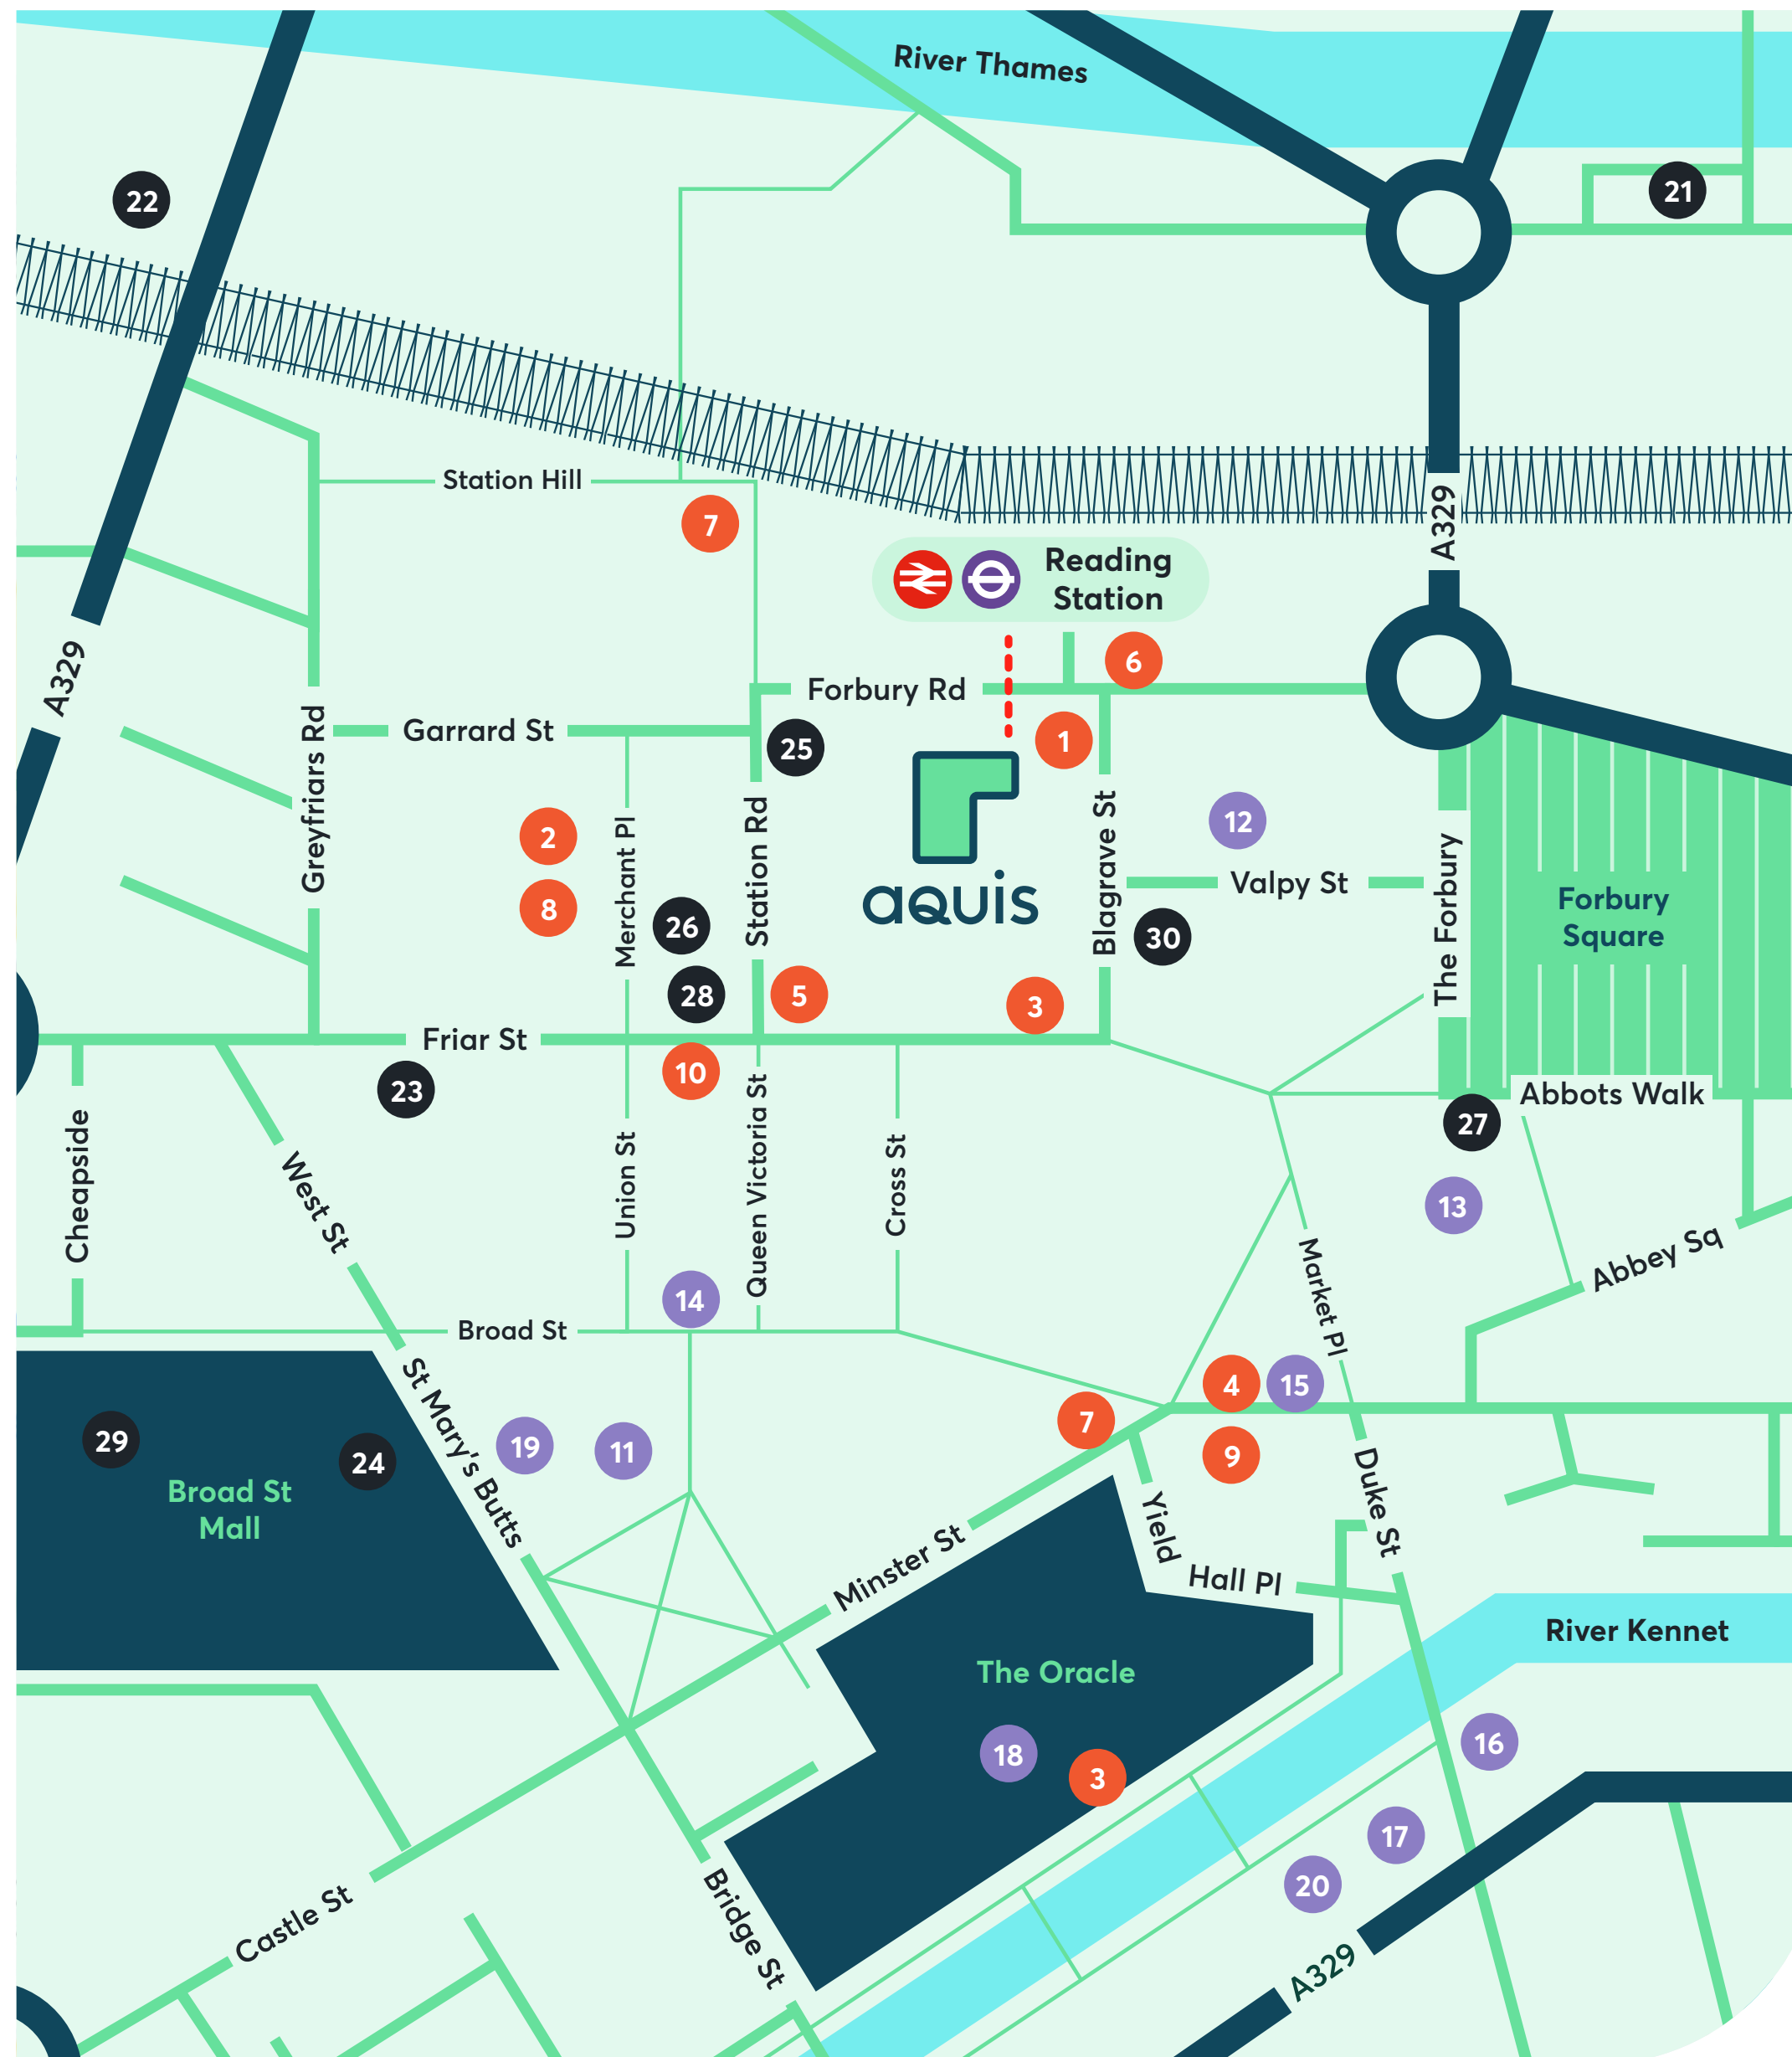 River Thames
22
21
Station Hill
7
A329
Reading
Station
6
A329
Forbury Rd
Garrard St
25
1
Greyfriars Rd
2
Merchant Pl
Station Rd
Blagrave St
12
The Forbury
8
26
aquis
Valpy St
Forbury
Square
30
28
5
3
Friar St
23
10
Abbots Walk
27
Cheapside
West St
Union St
Queen Victoria St
Cross St
13
Market Pl
Abbey Sq
14
Broad St
St Mary's Butts
4
15
7
29
24
19
11
9
Broad St
Mall
Duke St
Yield
Minster St
Hall Pl
River Kennet
The Oracle
18
3
16
17
20
Castle St
Bridge St
A329